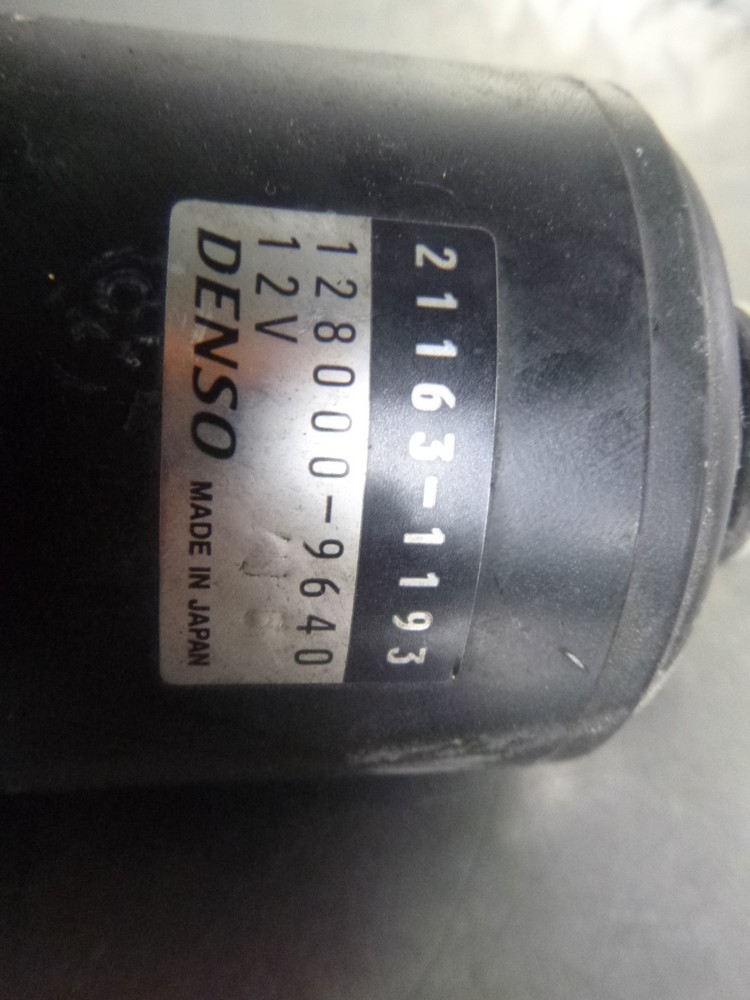 21163-1193
128000-9640
12V
DENSO MADE IN JAPAN